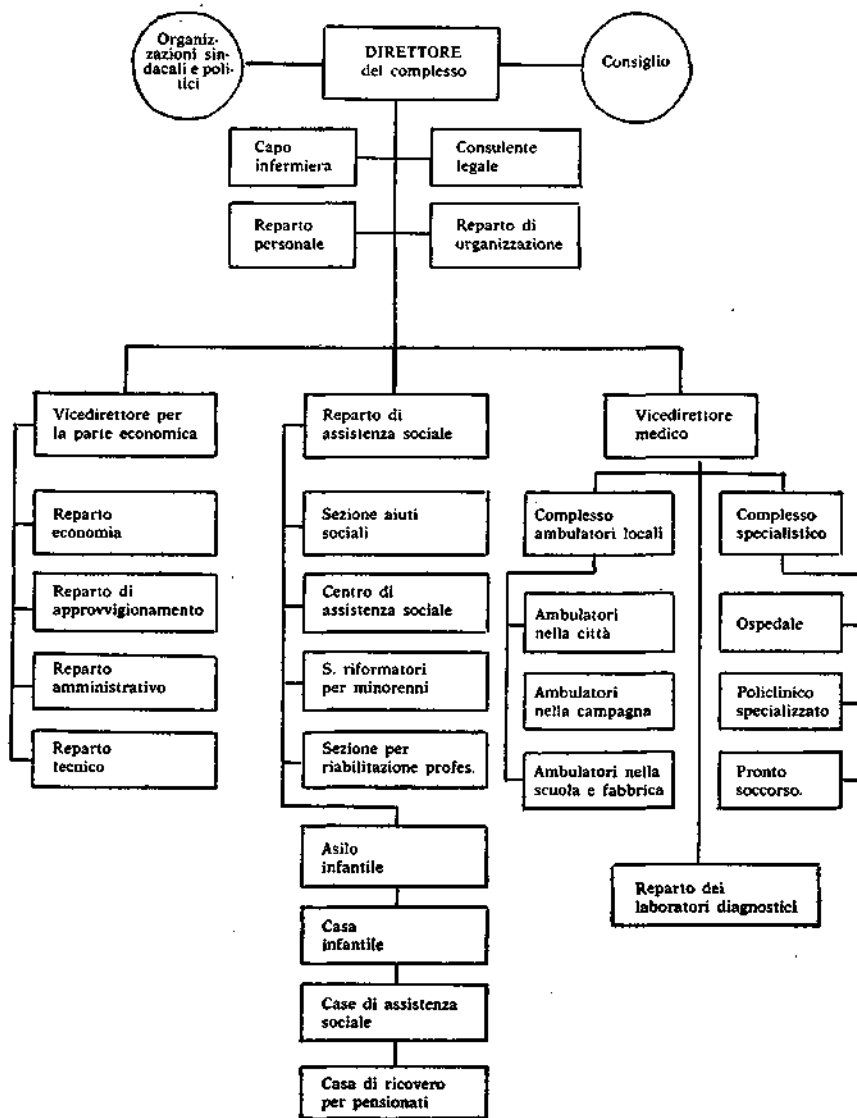 Organiz-
zazioni sin-
dacali e poli-
tici
DIRETTORE
del complesso
Consiglio
Capo
infermiera
Consulente
legale
Reparto
personale
Reparto di
organizzazione
Vicedirettore per
la parte economica
Reparto di
assistenza sociale
Vicedirettore
medico
Reparto
economia
Sezione aiuti
sociali
Complesso
ambulatori locali
Complesso
specialistico
Reparto di
approvvigionamento
Centro di
assistenza sociale
Ambulatori
nella città
Ospedale
Reparto
amministrativo
S. riformatori
per minorenni
Ambulatori
nella campagna
Policlinico
specializzato
Reparto
tecnico
Sezione per
riabilitazione profes.
Ambulatori nella
scuola e fabbrica
Pronto
soccorso.
Asilo
infantile
Reparto dei
laboratori diagnostici
Casa
infantile
Case di assistenza
sociale
Casa di ricovero
per pensionati